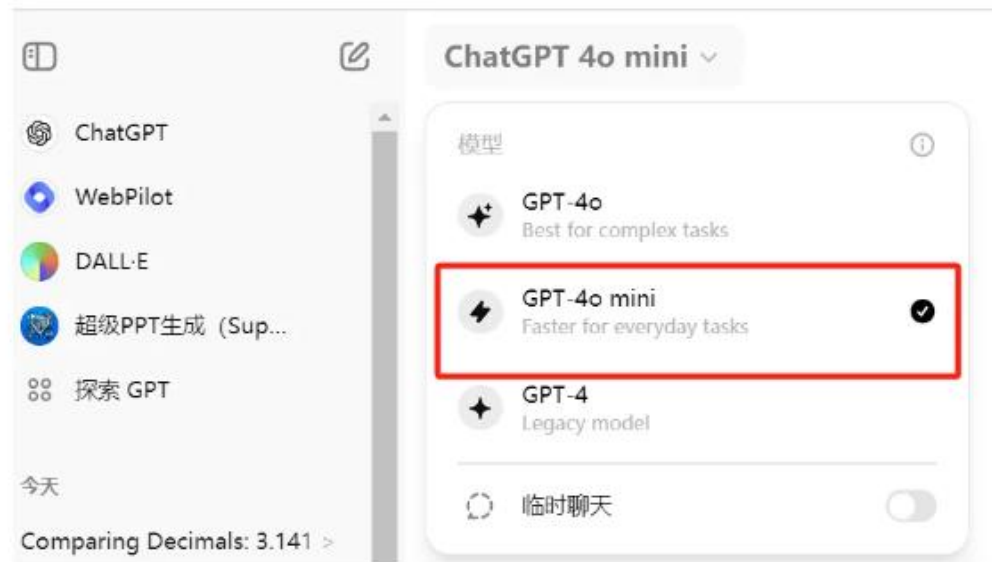 ChatGPT
WebPilot
DALL·E
超级PPT生成（Sup...
探索 GPT
今天
Comparing Decimals: 3.141 >
ChatGPT 4o mini
模型
GPT-4o
Best for complex tasks
GPT-4o mini
Faster for everyday tasks
GPT-4
Legacy model
临时聊天